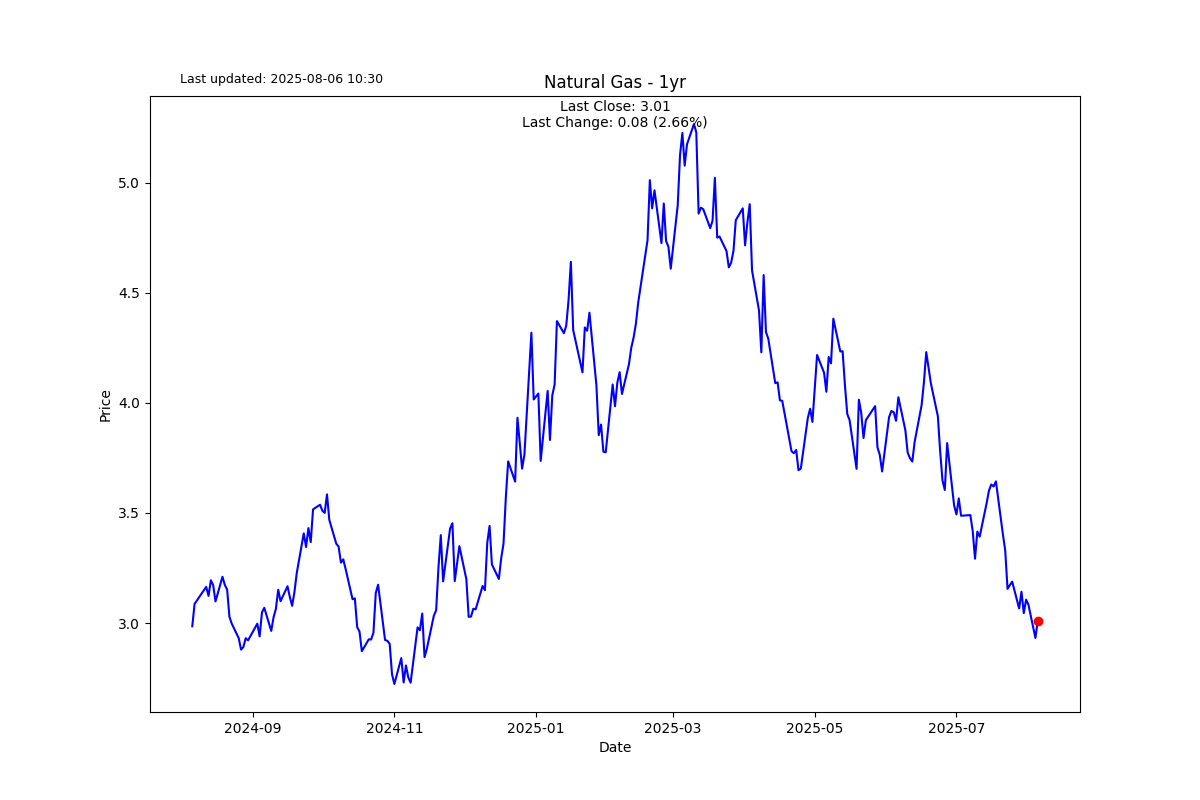 Last updated: 2025-08-06 10:30
Natural Gas - 1yr
Last Close: 3.01
Last Change: 0.08 (2.66%)
5.0
4.5
4.0
3.5
3.0
Price
2024-09
2024-11
2025-01
2025-03
2025-05
2025-07
Date